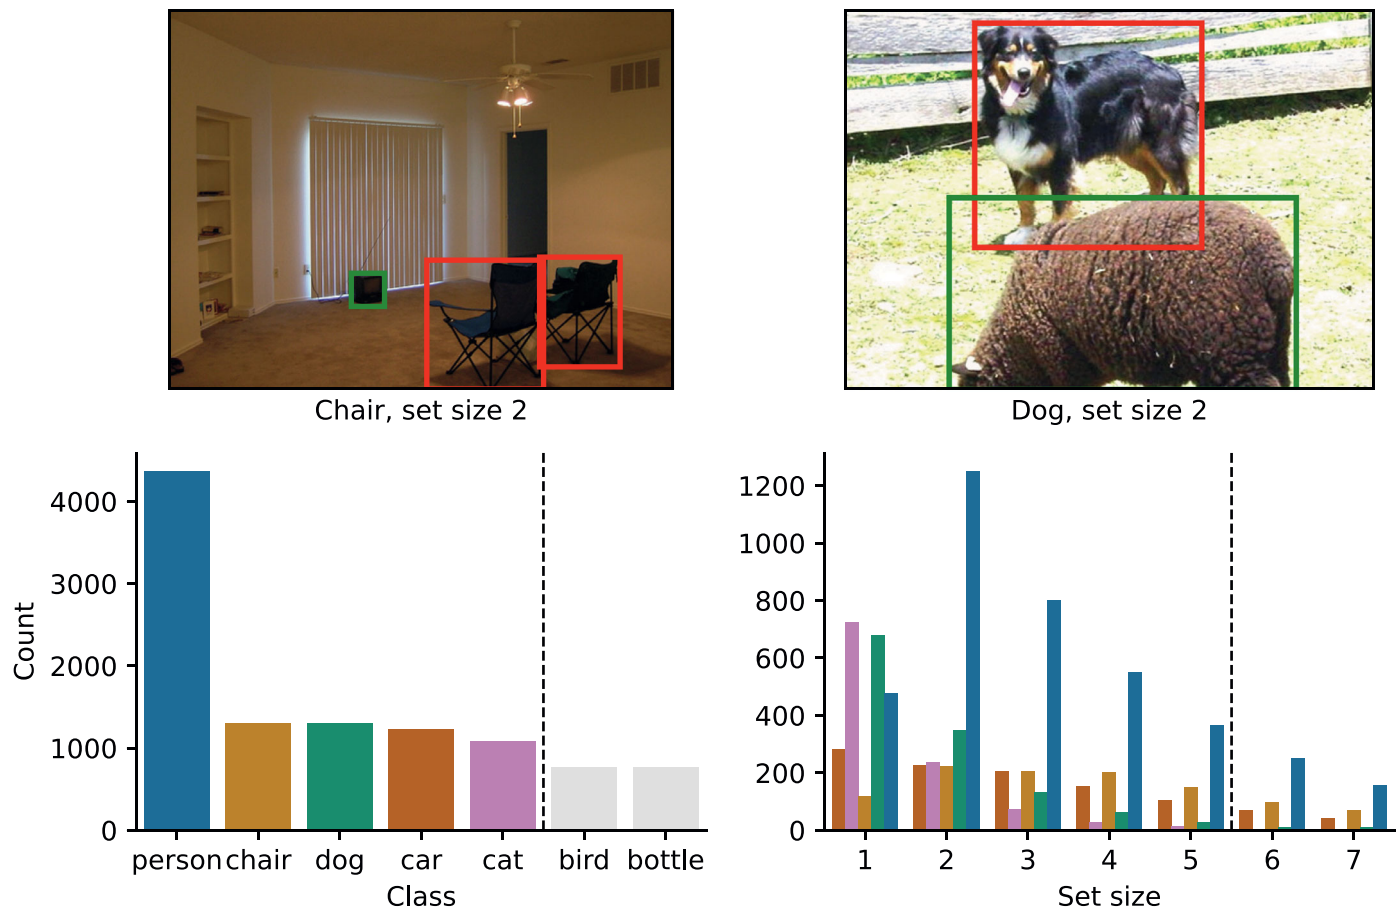 Chair, set size 2
Dog, set size 2
Count
4000
3000
2000
1000
0
person chair dog car cat bird bottle
Class
1200
1000
800
600
400
200
0
1 2 3 4 5 6 7
Set size